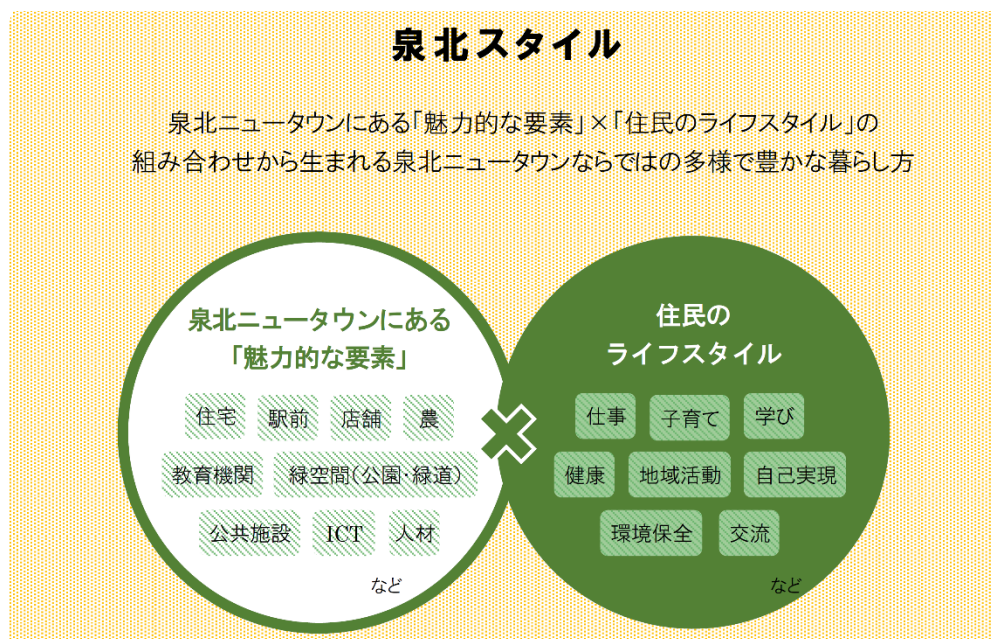 泉北スタイル
泉北ニュータウンにある「魅力的な要素」×「住民のライフスタイル」の
組み合わせから生まれる泉北ニュータウンならではの多様で豊かな暮らし方
泉北ニュータウンにある
「魅力的な要素」
住宅 駅前 店舗 農
教育機関 緑空間(公園・緑道)
公共施設 ICT 人材
など
×
住民の
ライフスタイル
仕事 子育て 学び
健康 地域活動 自己実現
環境保全 交流
など